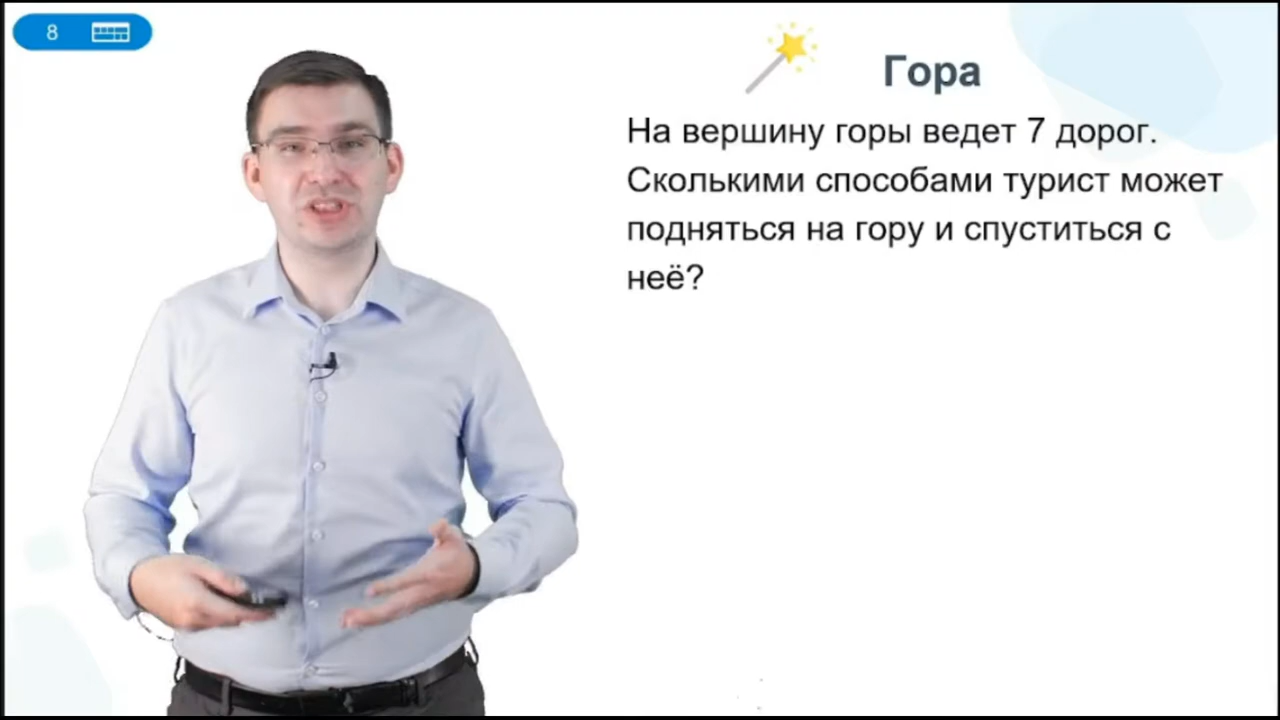 8
Гора
На вершину горы ведет 7 дорог.
Сколькими способами турист может
подняться на гору и спуститься с
неё?